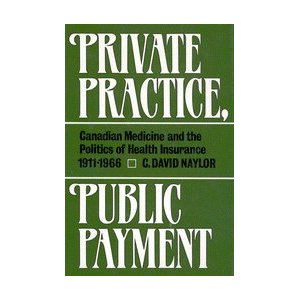 PRIVATE
PRACTICE,
Canadian Medicine and the
Politics of Health Insurance
1911-1966 □ C. DAVID NAYLOR
PUBLIC
PAYMENT